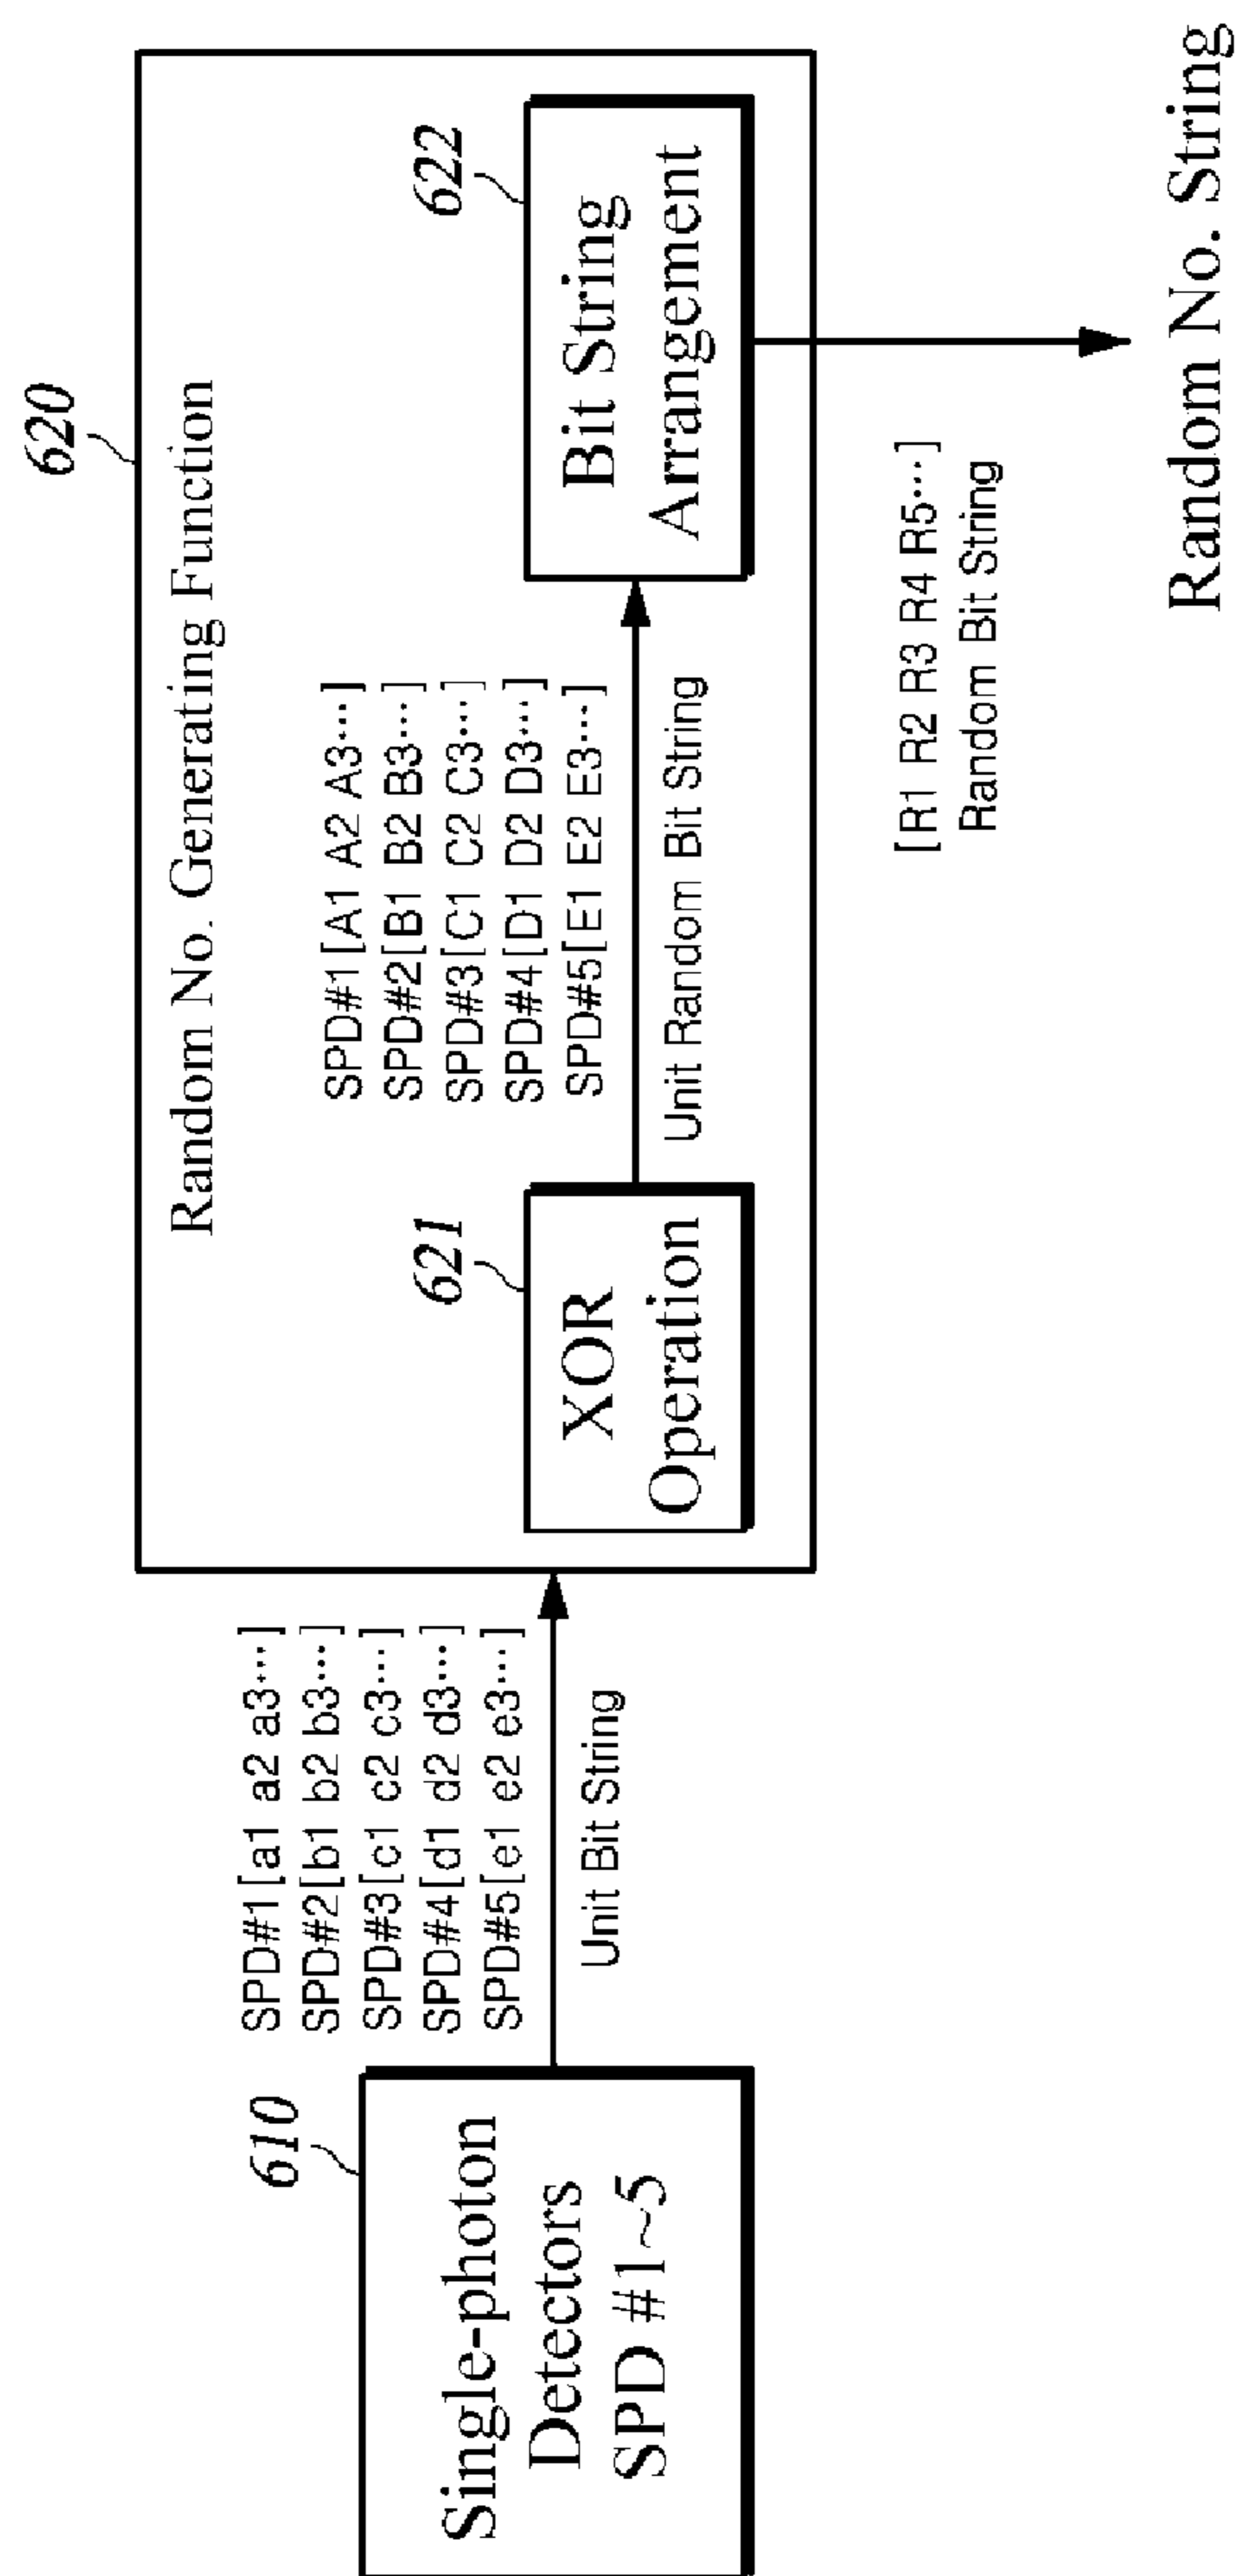 610
Single-photon
Detectors
SPD #1~5
SPD#1[a1 a2 a3⋯]
SPD#2[b1 b2 b3⋯]
SPD#3[c1 c2 c3⋯]
SPD#4[d1 d2 d3⋯]
SPD#5[e1 e2 e3⋯]
Unit Bit String
620
Random No. Generating Function
621
XOR
Operation
SPD#1[A1 A2 A3⋯]
SPD#2[B1 B2 B3⋯]
SPD#3[C1 C2 C3⋯]
SPD#4[D1 D2 D3⋯]
SPD#5[E1 E2 E3⋯]
Unit Random Bit String
622
Bit String
Arrangement
[R1 R2 R3 R4 R5⋯]
Random Bit String
Random No. String